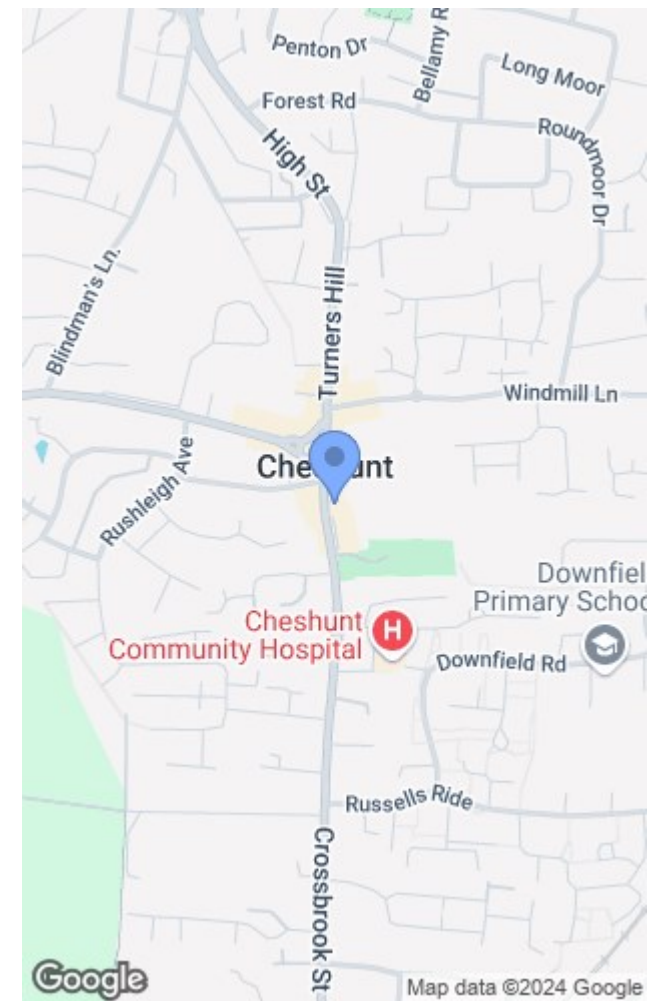 Penton Dr
Bellamy R
Long Moor
Forest Rd
Roundmoor Dr
High St
Blindman's Ln.
Turners Hill
Windmill Ln
Rushleigh Ave
Cheshunt
Downfiel
Primary Schoo
Cheshunt
Community Hospital
H
Downfield Rd
Russells Ride
Crossbrook St
Google
Map data ©2024 Google